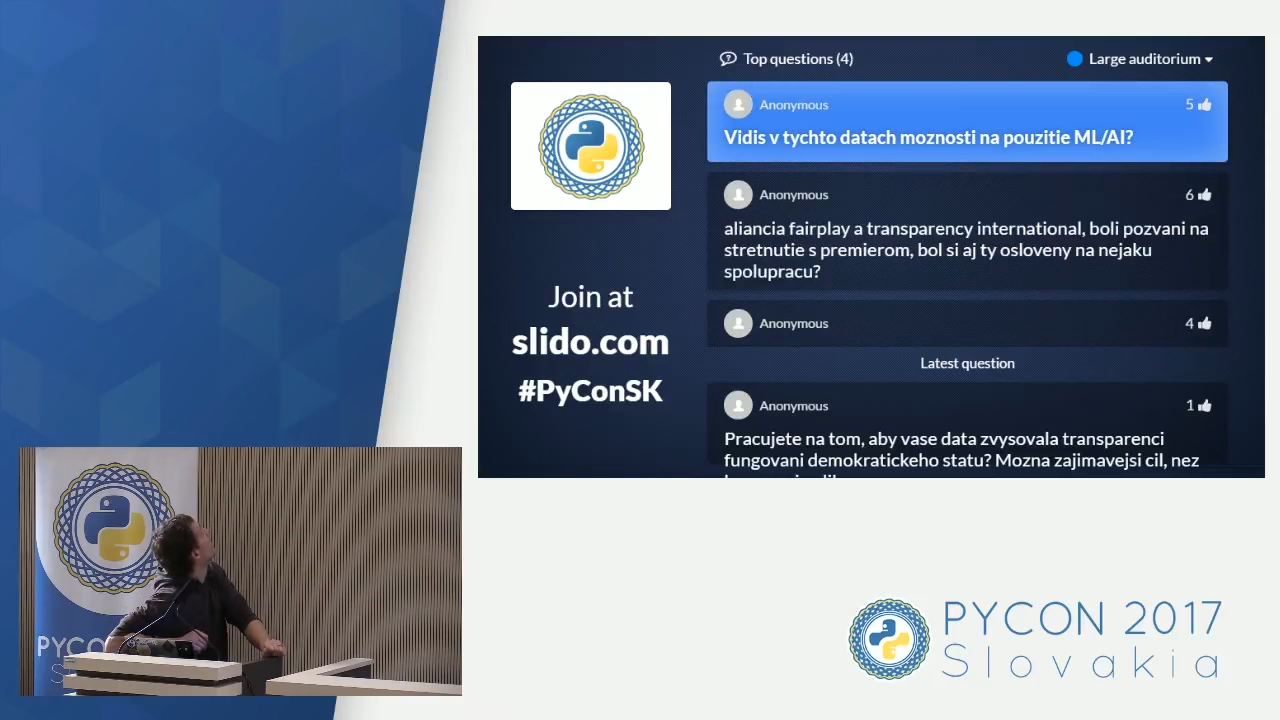 Top questions (4)
Large auditorium
Anonymous
5
Vidis v tychto datach moznosti na pouzitie ML/AI?
Anonymous
6
aliancia fairplay a transparency international, boli pozvani na
stretnutie s premierom, bol si aj ty osloveny na nejaku
spolupracu?
Anonymous
4
Latest question
Anonymous
1
Pracujete na tom, aby vase data zvysovala transparenci
fungovani demokratickeho statu? Mozna zajimavejsi cil, nez
Join at
slido.com
#PyConSK
PYCO
PYCON 2017
Slovakia